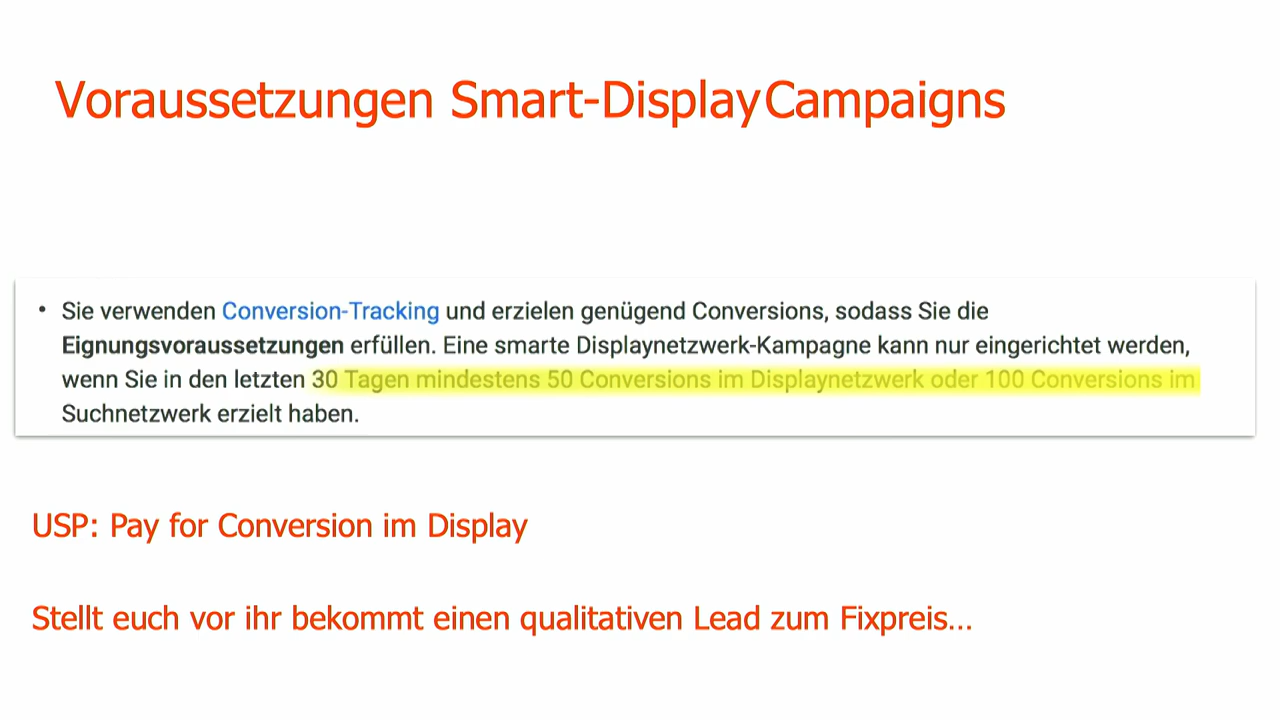 Voraussetzungen Smart-Display Campaigns
• Sie verwenden Conversion-Tracking und erzielen genügend Conversions, sodass Sie die
Eignungsvoraussetzungen erfüllen. Eine smarte Displaynetzwerk-Kampagne kann nur eingerichtet werden,
wenn Sie in den letzten 30 Tagen mindestens 50 Conversions im Displaynetzwerk oder 100 Conversions im
Suchnetzwerk erzielt haben.
USP: Pay for Conversion im Display
Stellt euch vor ihr bekommt einen qualitativen Lead zum Fixpreis...